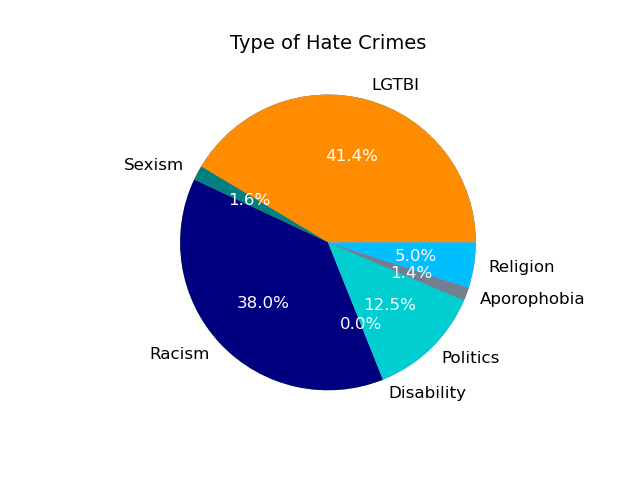 Type of Hate Crimes
LGTBI
41.4%
Sexism
1.6%
Racism
38.0%
Disability
0.0%
Politics
12.5%
Aporophobia
1.4%
Religion
5.0%